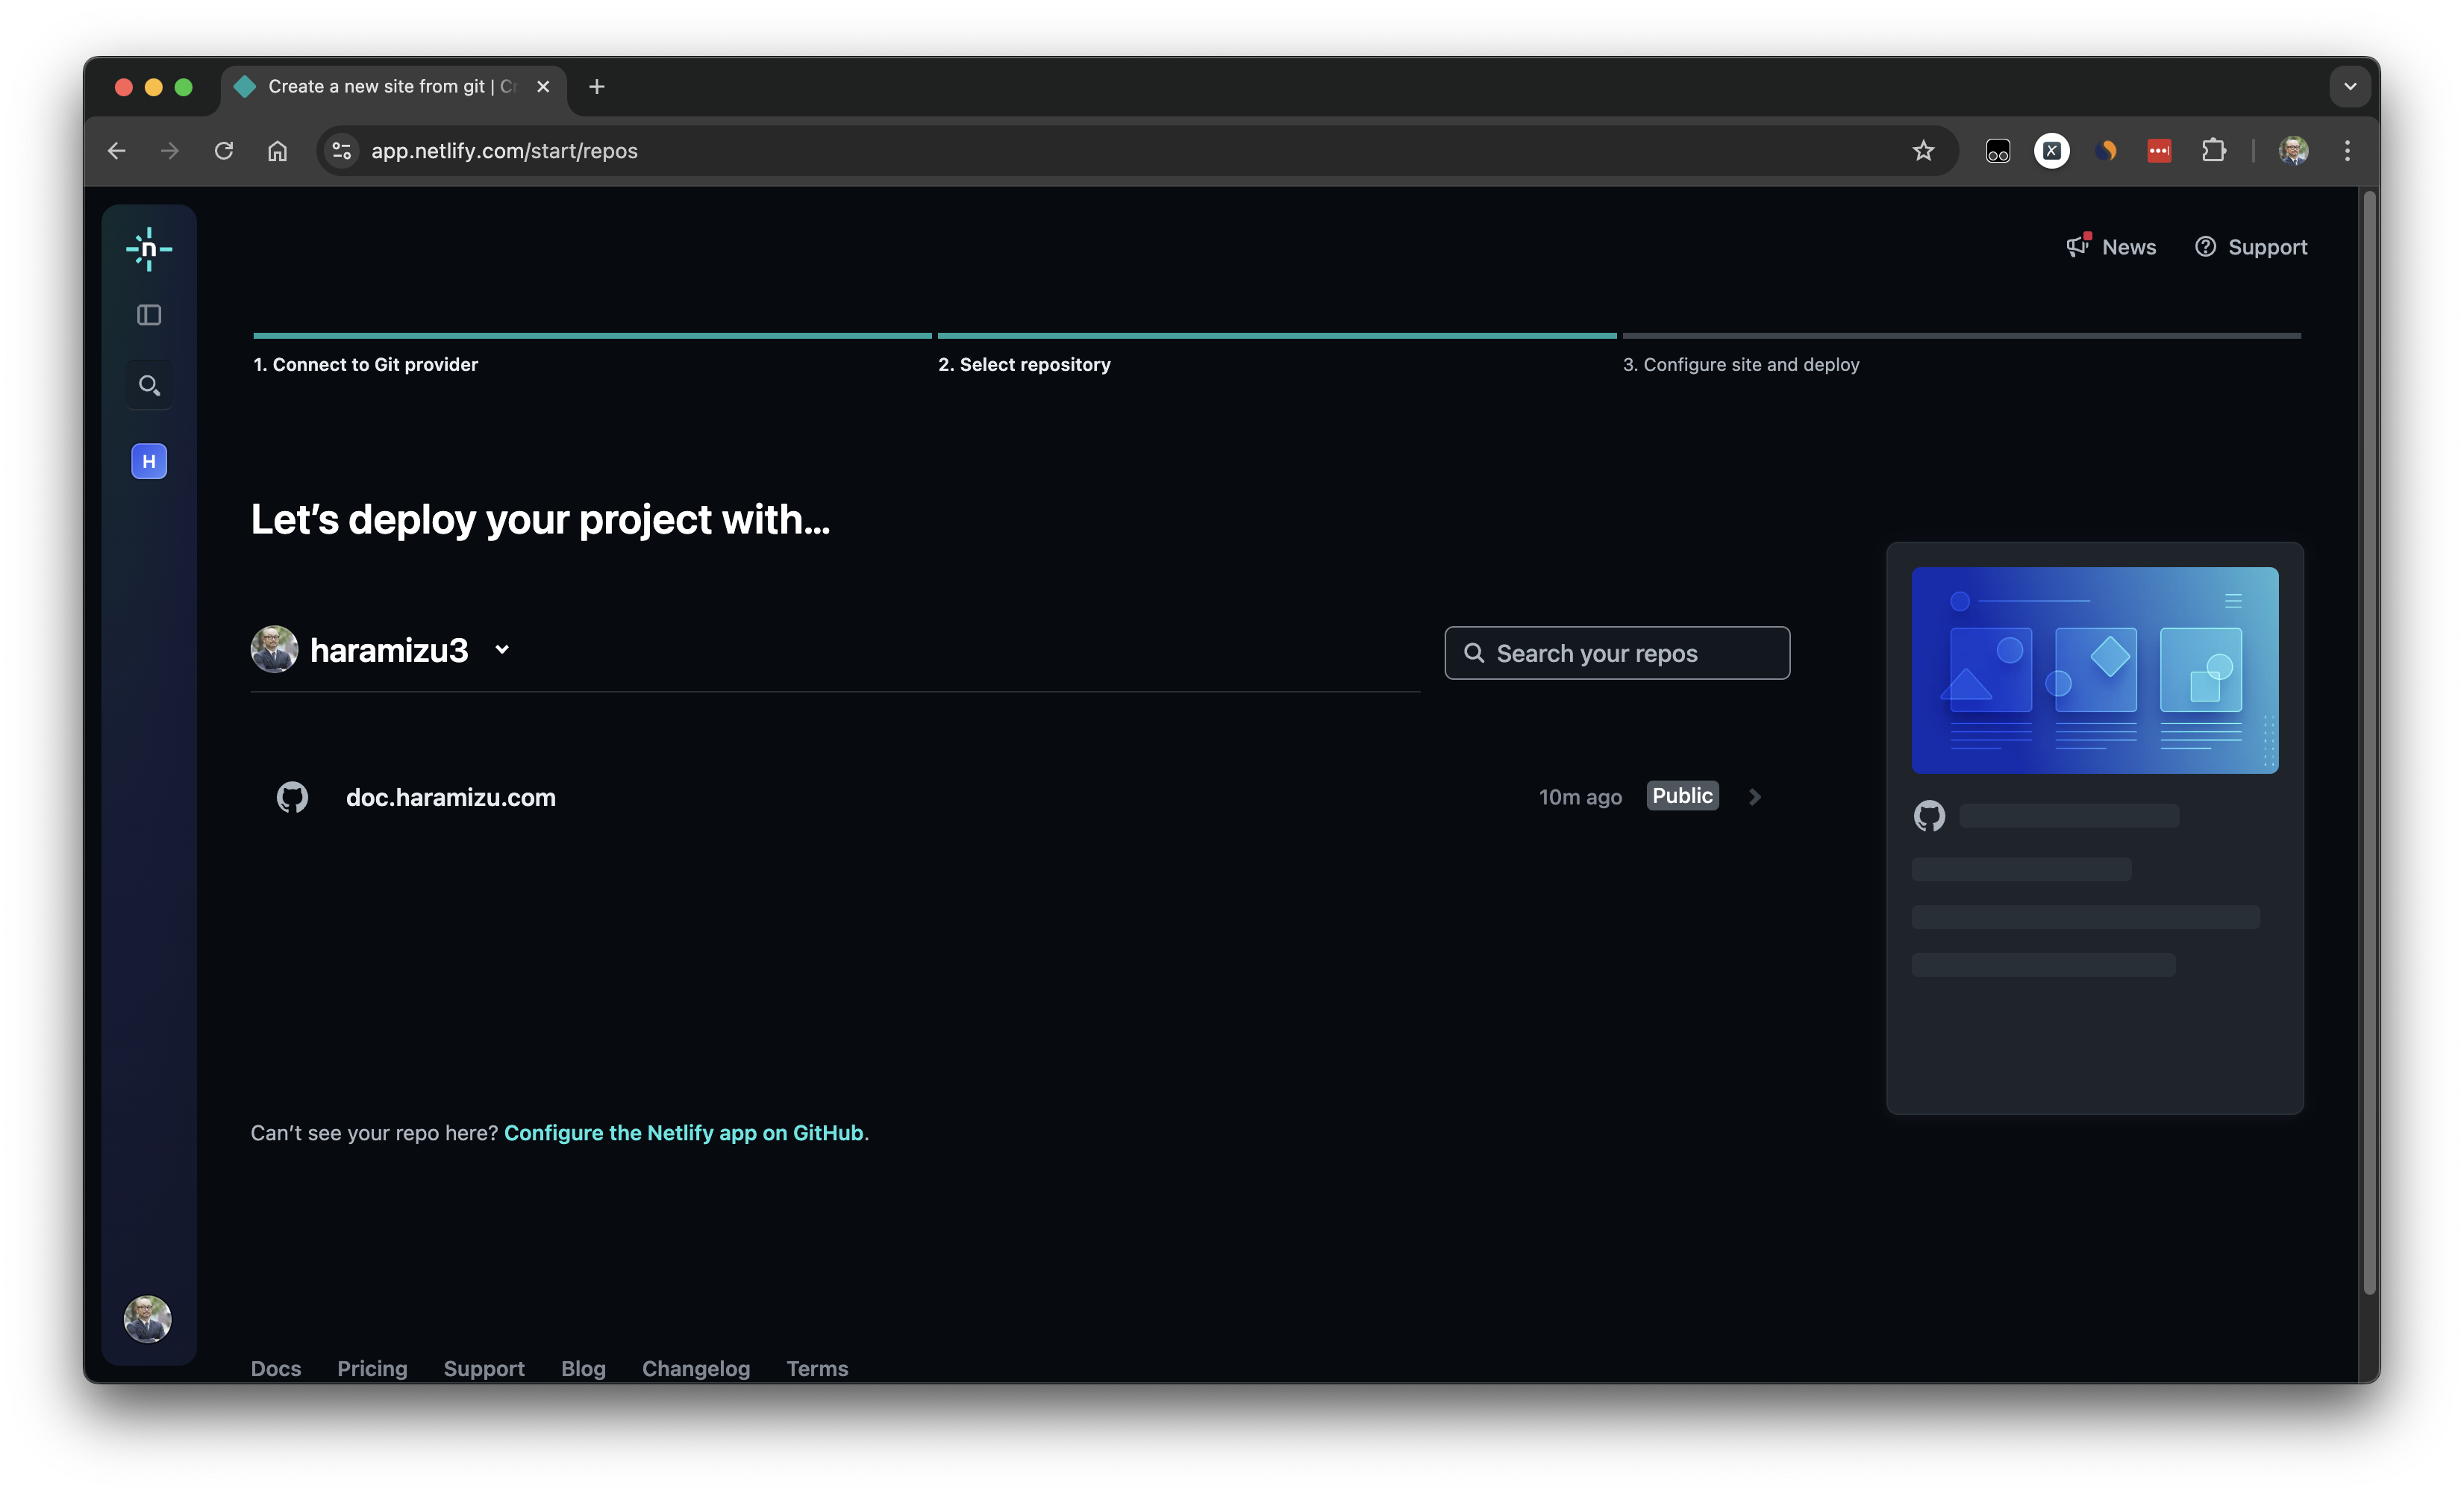 Create a new site from git | Cr
app.netlify.com/start/repos
n
News
Support
1. Connect to Git provider
2. Select repository
3. Configure site and deploy
H
Let’s deploy your project with…
haramizu3
Search your repos
doc.haramizu.com
10m ago
Public
Can’t see your repo here? Configure the Netlify app on GitHub.
Docs
Pricing
Support
Blog
Changelog
Terms